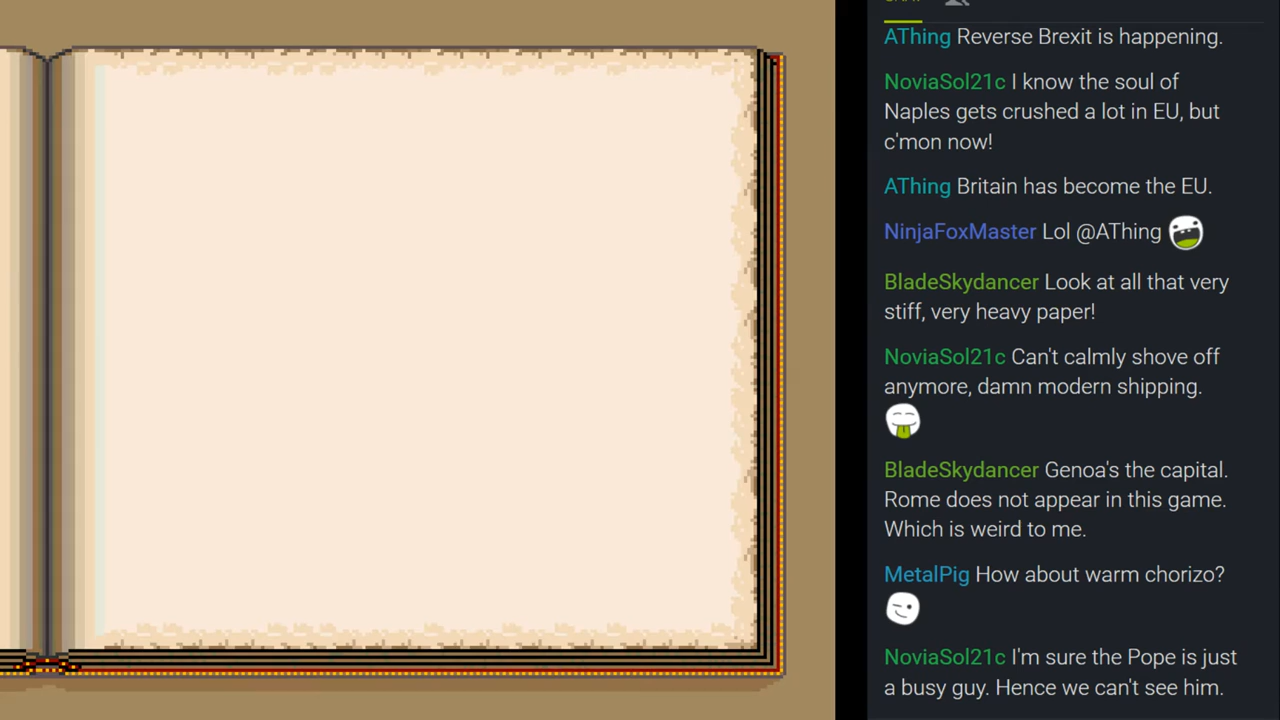 AThing Reverse Brexit is happening.
NoviaSol21c I know the soul of
Naples gets crushed a lot in EU, but
c'mon now!
AThing Britain has become the EU.
NinjaFoxMaster Lol @AThing
BladeSkydancer Look at all that very
stiff, very heavy paper!
NoviaSol21c Can't calmly shove off
anymore, damn modern shipping.
BladeSkydancer Genoa's the capital.
Rome does not appear in this game.
Which is weird to me.
MetalPig How about warm chorizo?
NoviaSol21c I'm sure the Pope is just
a busy guy. Hence we can't see him.